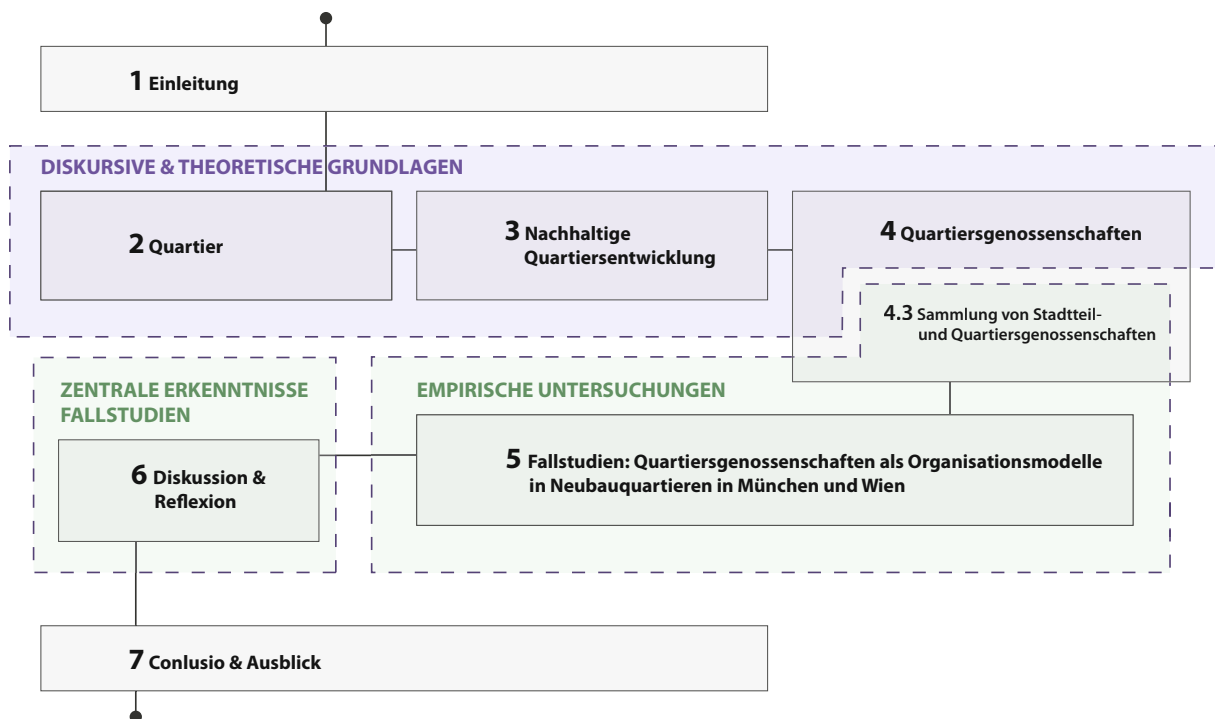 1 Einleitung
DISKURSIVE & THEORETISCHE GRUNDLAGEN
2 Quartier
3 Nachhaltige
Quartiersentwicklung
4 Quartiersgenossenschaften
4.3 Sammlung von Stadtteil-
und Quartiersgenossenschaften
EMPIRISCHE UNTERSUCHUNGEN
5 Fallstudien: Quartiersgenossenschaften als Organisationsmodelle
in Neubauquartieren in München und Wien
ZENTRALE ERKENNTNISSE
FALLSTUDIEN
6 Diskussion &
Reflexion
7 Conlusio & Ausblick